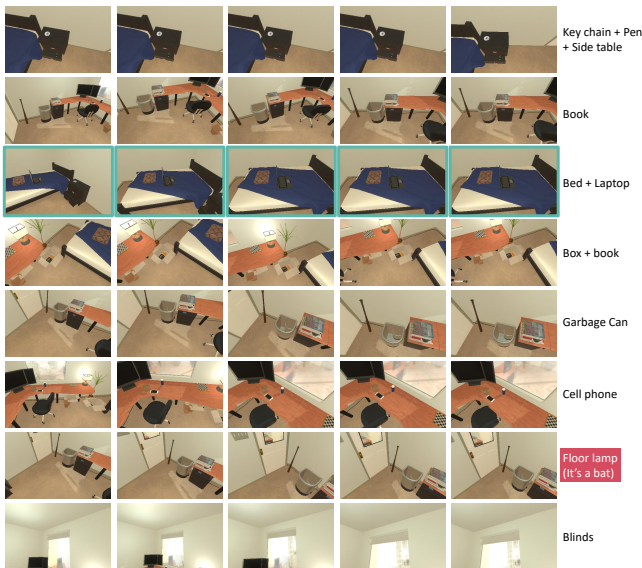 Key chain + Pen
+ Side table
Book
Bed + Laptop
Box + book
Garbage Can
Cell phone
Floor lamp
(It's a bat)
Blinds